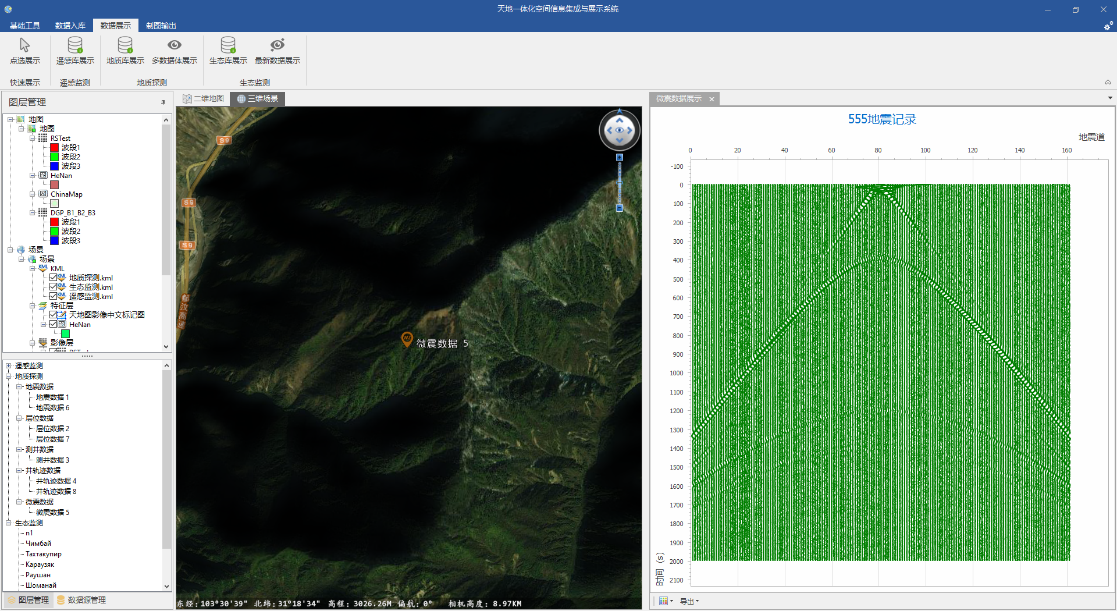 天地一体化空间信息集成与展示系统
基础工具 数据入库 数据展示 制图输出
点选展示 遥感库展示 地质库展示 多数据体展示 生态库展示 最新数据展示
快速展示 遥感监测 地质探测 生态监测
图层管理
地图
地图
RSTest
波段1
波段2
波段3
HeNan
ChinaMap
DGP_B1_B2_B3
波段1
波段2
波段3
场景
场景
KML
地质探测.kml
生态监测.kml
遥感监测.kml
特征层
天地图影像中文标记图
HeNan
影像层
遥感监测
地质探测
地震数据
地震数据 1
地震数据 6
层位数据
层位数据 2
层位数据 7
测井数据
测井数据 3
井轨迹数据
井轨迹数据 4
井轨迹数据 8
微震数据
微震数据 5
生态监测
n1
Чимбай
Тахтакупир
Караузяк
Раушан
Шоманай
图层管理 数据源管理
二维地图 三维场景
微震数据 5
东经:103°30'39" 北纬:31°18'34" 高程:3026.26M 偏航:0° 相机高度:8.97KM
微震数据展示 ×
555地震记录
地震道
0 20 40 60 80 100 120 140 160
-100
0
100
200
300
400
500
600
700
800
900
1000
1100
1200
1300
1400
1500
1600
1700
1800
1900
2000
2100
时间 (s)
导出